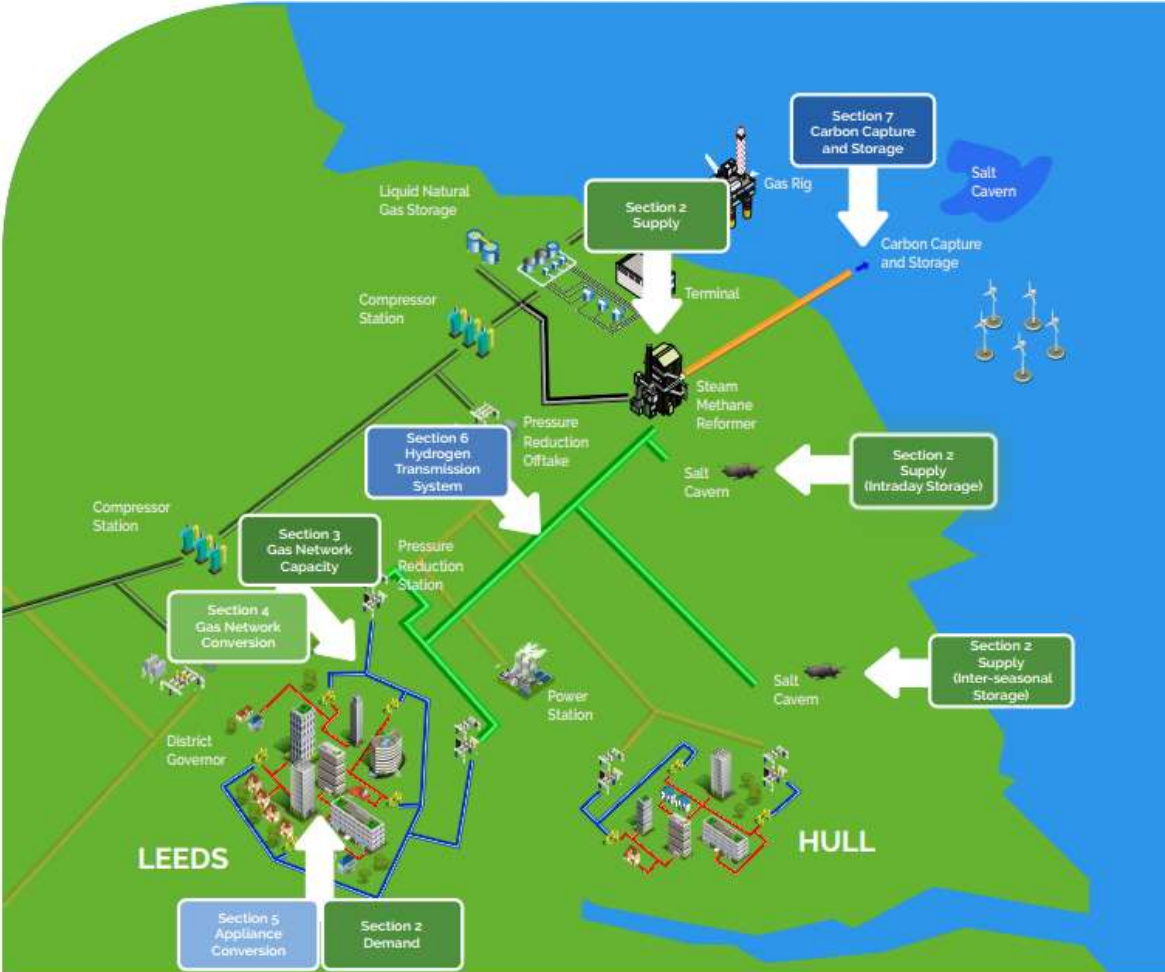 Section 7
Carbon Capture
and Storage
Salt
Cavern
Gas Rig
Liquid Natural
Gas Storage
Section 2
Supply
Carbon Capture
and Storage
Terminal
Compressor
Station
Steam
Methane
Reformer
Pressure
Reduction
Offtake
Section 6
Hydrogen
Transmission
System
Salt
Cavern
Section 2
Supply
(Intraday Storage)
Compressor
Station
Section 3
Gas Network
Capacity
Pressure
Reduction
Station
Section 4
Gas Network
Conversion
Section 2
Supply
(Inter-seasonal
Storage)
Salt
Cavern
Power
Station
District
Governor
LEEDS
HULL
Section 5
Appliance
Conversion
Section 2
Demand